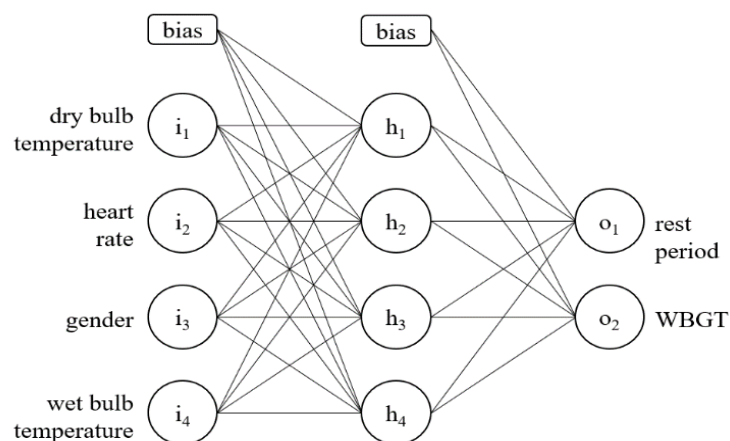 bias
bias
dry bulb
temperature
i₁
h₁
heart
rate
i₂
h₂
o₁
rest
period
gender
i₃
h₃
o₂
WBGT
wet bulb
temperature
i₄
h₄